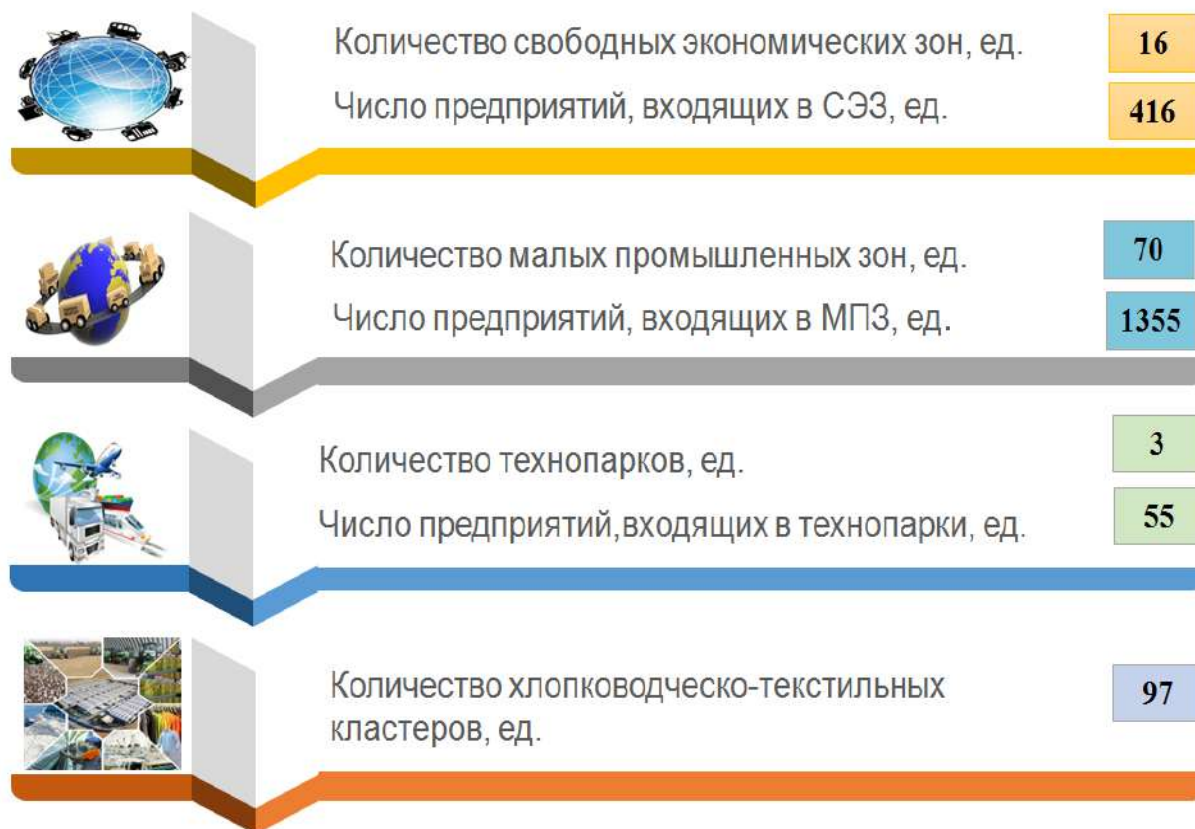 Количество свободных экономических зон, ед.
16
Число предприятий, входящих в СЭЗ, ед.
416
Количество малых промышленных зон, ед.
70
Число предприятий, входящих в МПЗ, ед.
1355
Количество технопарков, ед.
3
Число предприятий,входящих в технопарки, ед.
55
Количество хлопководческо-текстильных
кластеров, ед.
97